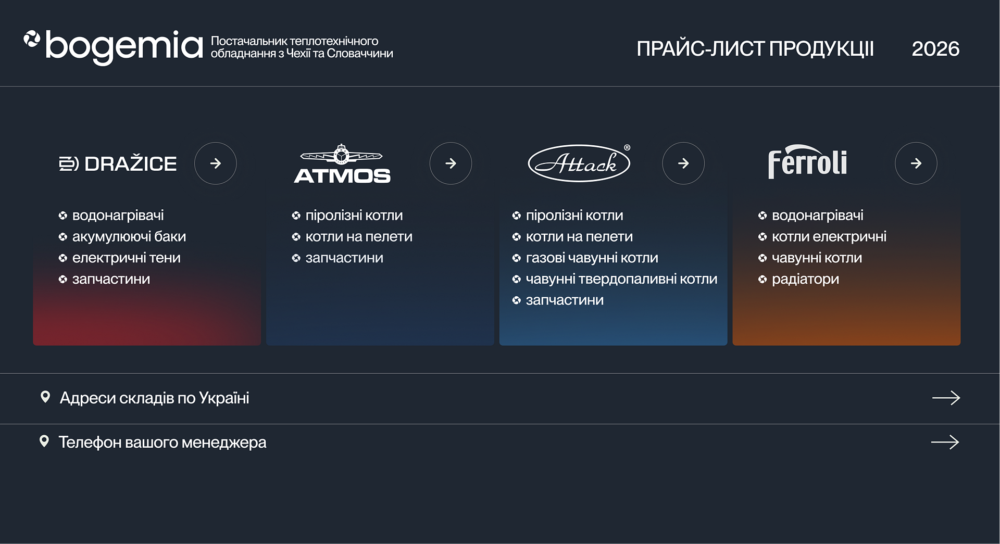 bogemia
Постачальник теплотехнічного
обладнання з Чехії та Словаччини
ПРАЙС-ЛИСТ ПРОДУКЦІІ 2026
DRAŽICE
водонагрівачі
акумулюючі баки
електричні тени
запчастини
ATMOS
піролізні котли
котли на пелети
запчастини
Attack ®
піролізні котли
котли на пелети
газові чавунні котли
чавунні твердопаливні котли
запчастини
Ferroli
водонагрівачі
котли електричні
чавунні котли
радіатори
Адреси складів по Україні
Телефон вашого менеджера